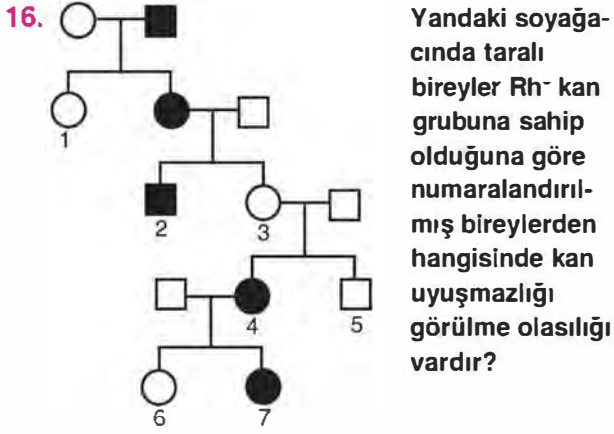 16.
Yandaki soyağa-
cında taralı
bireyler Rh⁻ kan
grubuna sahip
olduğuna göre
numaralandırıl-
mış bireylerden
hangisinde kan
uyuşmazlığı
görülme olasılığı
vardır?
1
2
3
4
5
6
7